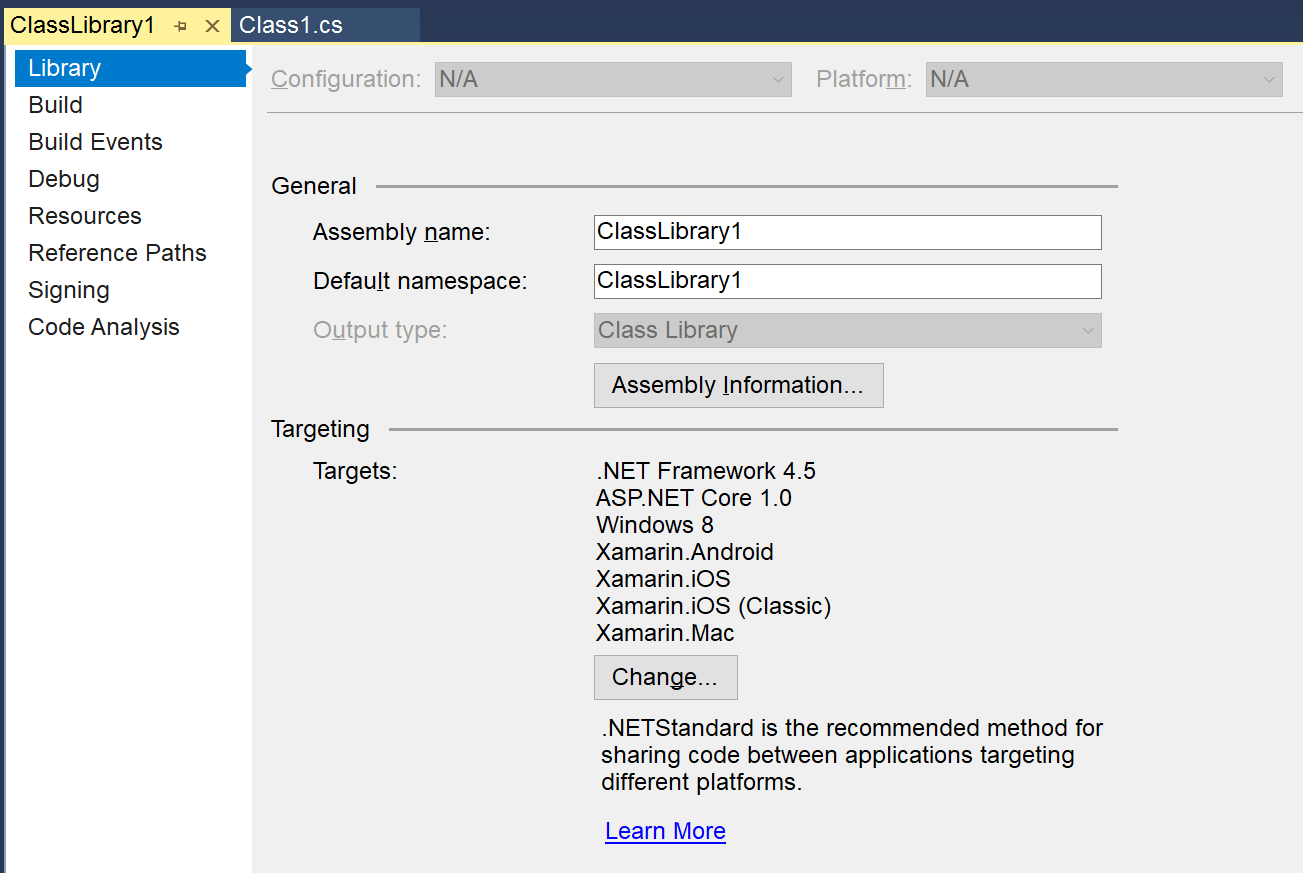 ClassLibrary1
Class1.cs
Library
Build
Build Events
Debug
Resources
Reference Paths
Signing
Code Analysis
Configuration: N/A Platform: N/A
General
Assembly name: ClassLibrary1
Default namespace: ClassLibrary1
Output type: Class Library
Assembly Information...
Targeting
Targets:
.NET Framework 4.5
ASP.NET Core 1.0
Windows 8
Xamarin.Android
Xamarin.iOS
Xamarin.iOS (Classic)
Xamarin.Mac
Change...
.NETStandard is the recommended method for
sharing code between applications targeting
different platforms.
Learn More